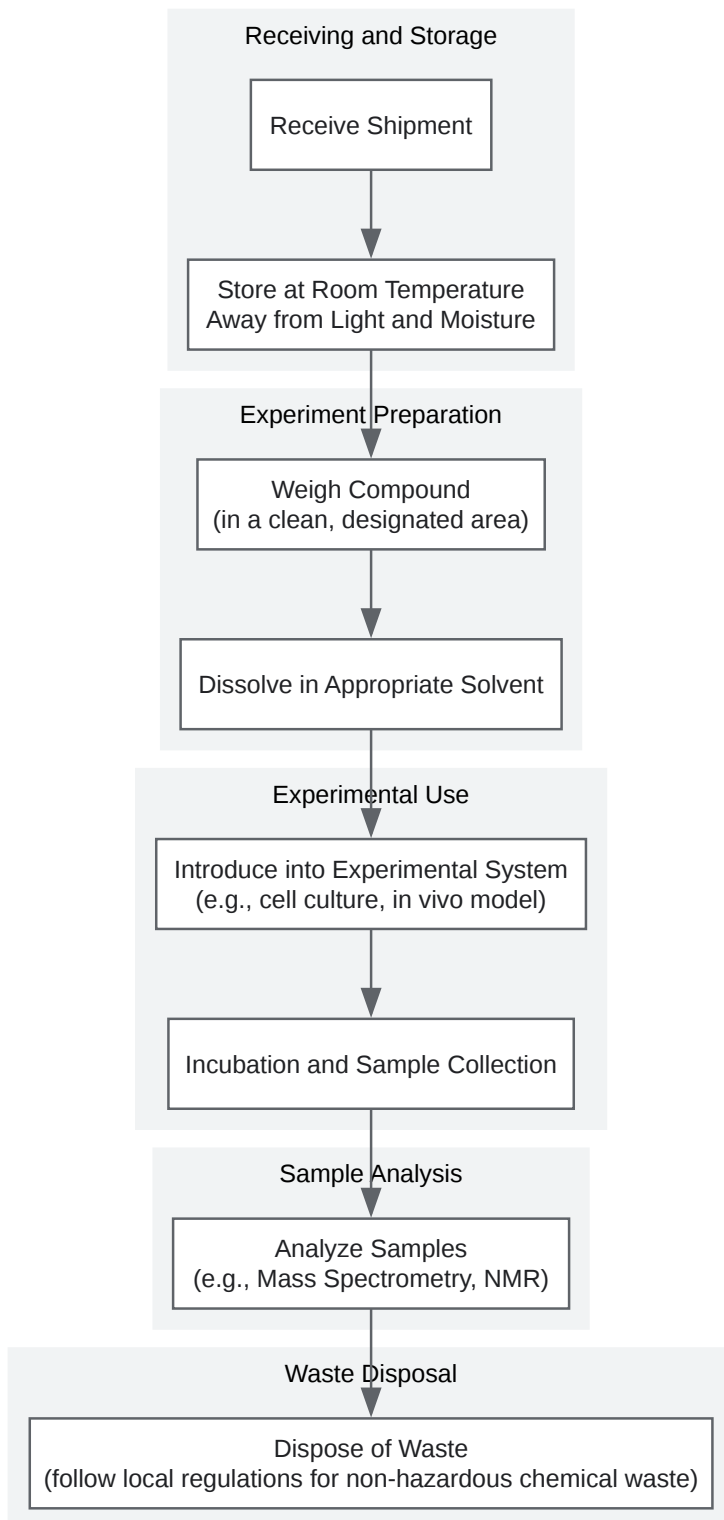 Receiving and Storage
Receive Shipment
Store at Room Temperature
Away from Light and Moisture
Experiment Preparation
Weigh Compound
(in a clean, designated area)
Dissolve in Appropriate Solvent
Experimental Use
Introduce into Experimental System
(e.g., cell culture, in vivo model)
Incubation and Sample Collection
Sample Analysis
Analyze Samples
(e.g., Mass Spectrometry, NMR)
Waste Disposal
Dispose of Waste
(follow local regulations for non-hazardous chemical waste)